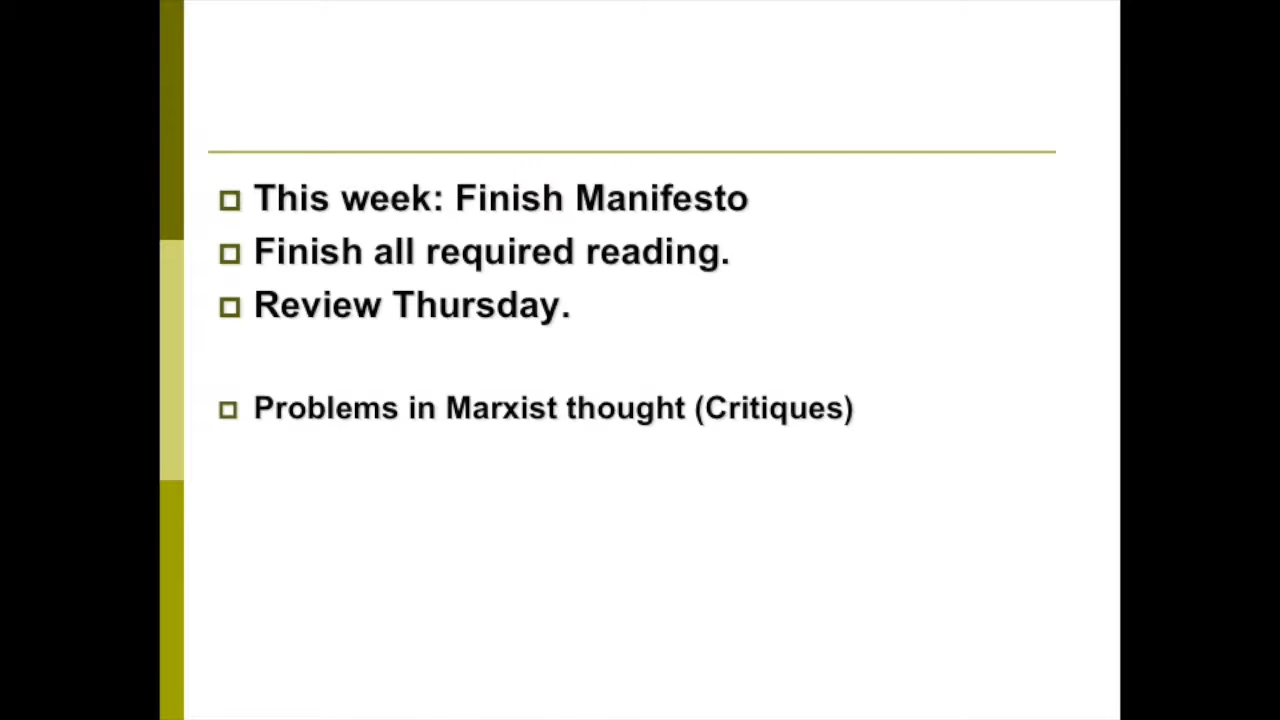 This week: Finish Manifesto
Finish all required reading.
Review Thursday.
Problems in Marxist thought (Critiques)